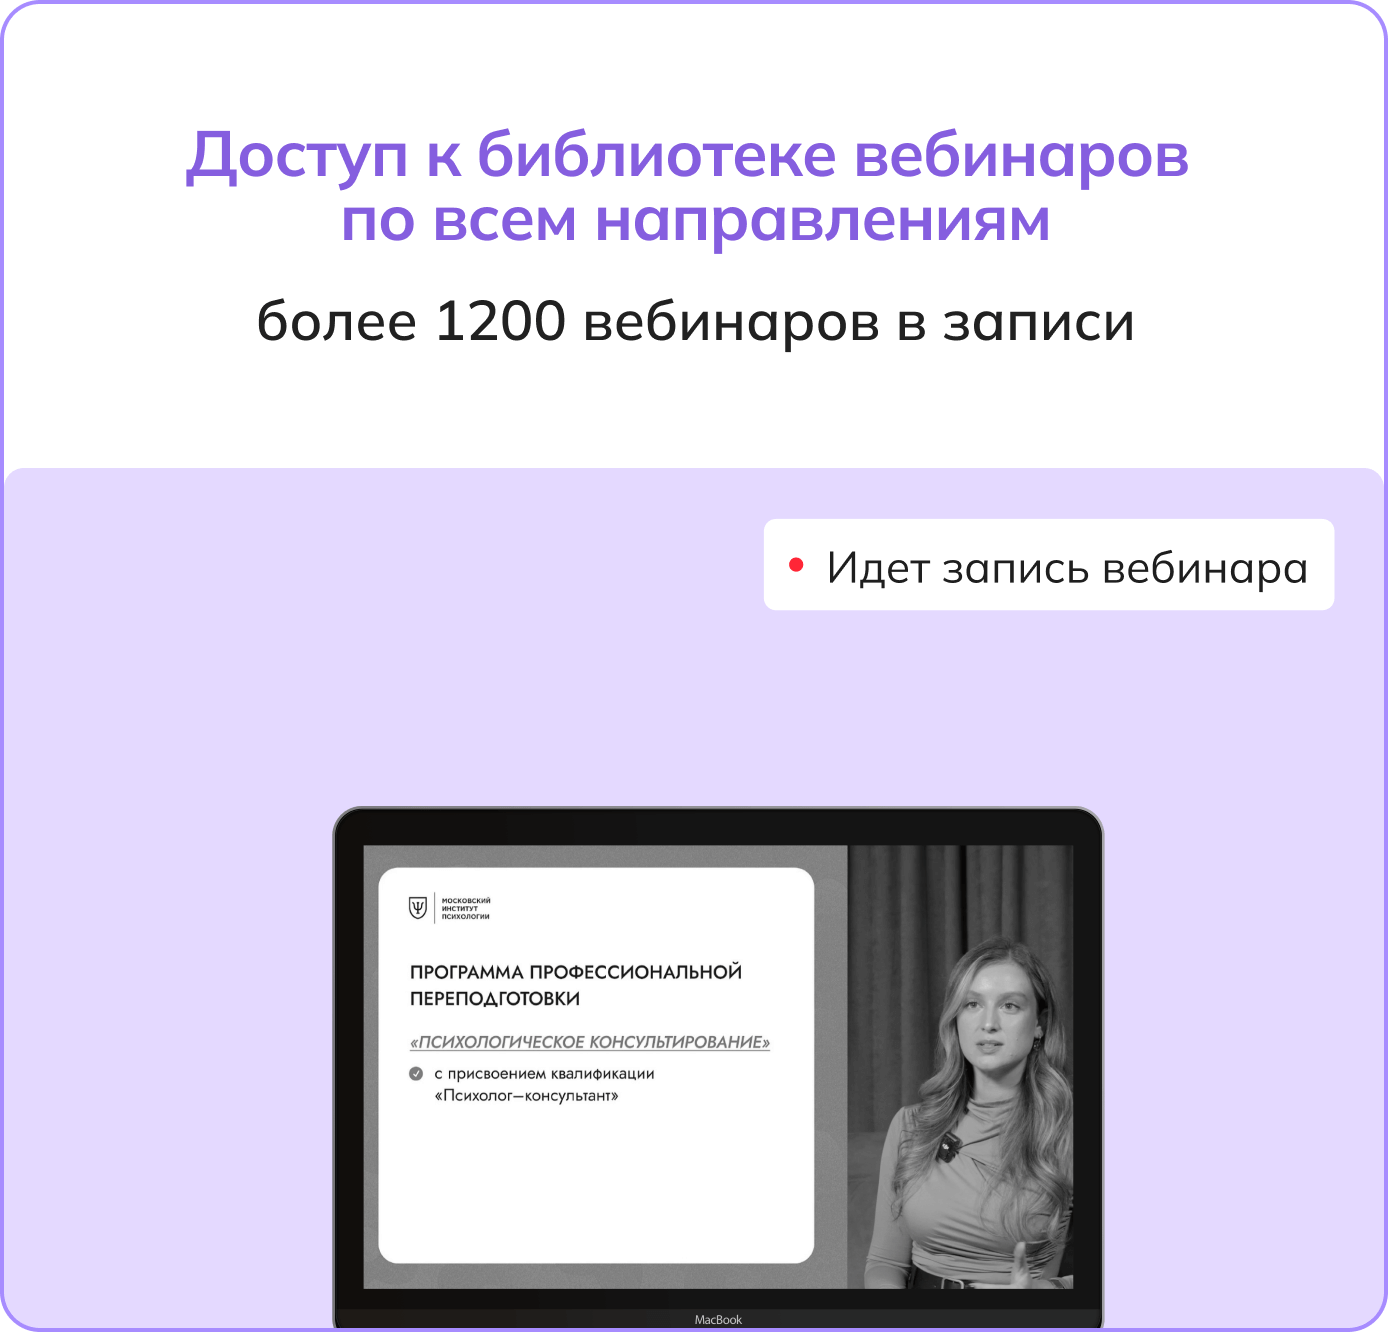 Доступ к библиотеке вебинаров
по всем направлениям
более 1200 вебинаров в записи
Идет запись вебинара
МОСКОВСКИЙ
ИНСТИТУТ
ПСИХОЛОГИИ
ПРОГРАММА ПРОФЕССИОНАЛЬНОЙ
ПЕРЕПОДГОТОВКИ
«ПСИХОЛОГИЧЕСКОЕ КОНСУЛЬТИРОВАНИЕ»
с присвоением квалификации
«Психолог–консультант»
MacBook